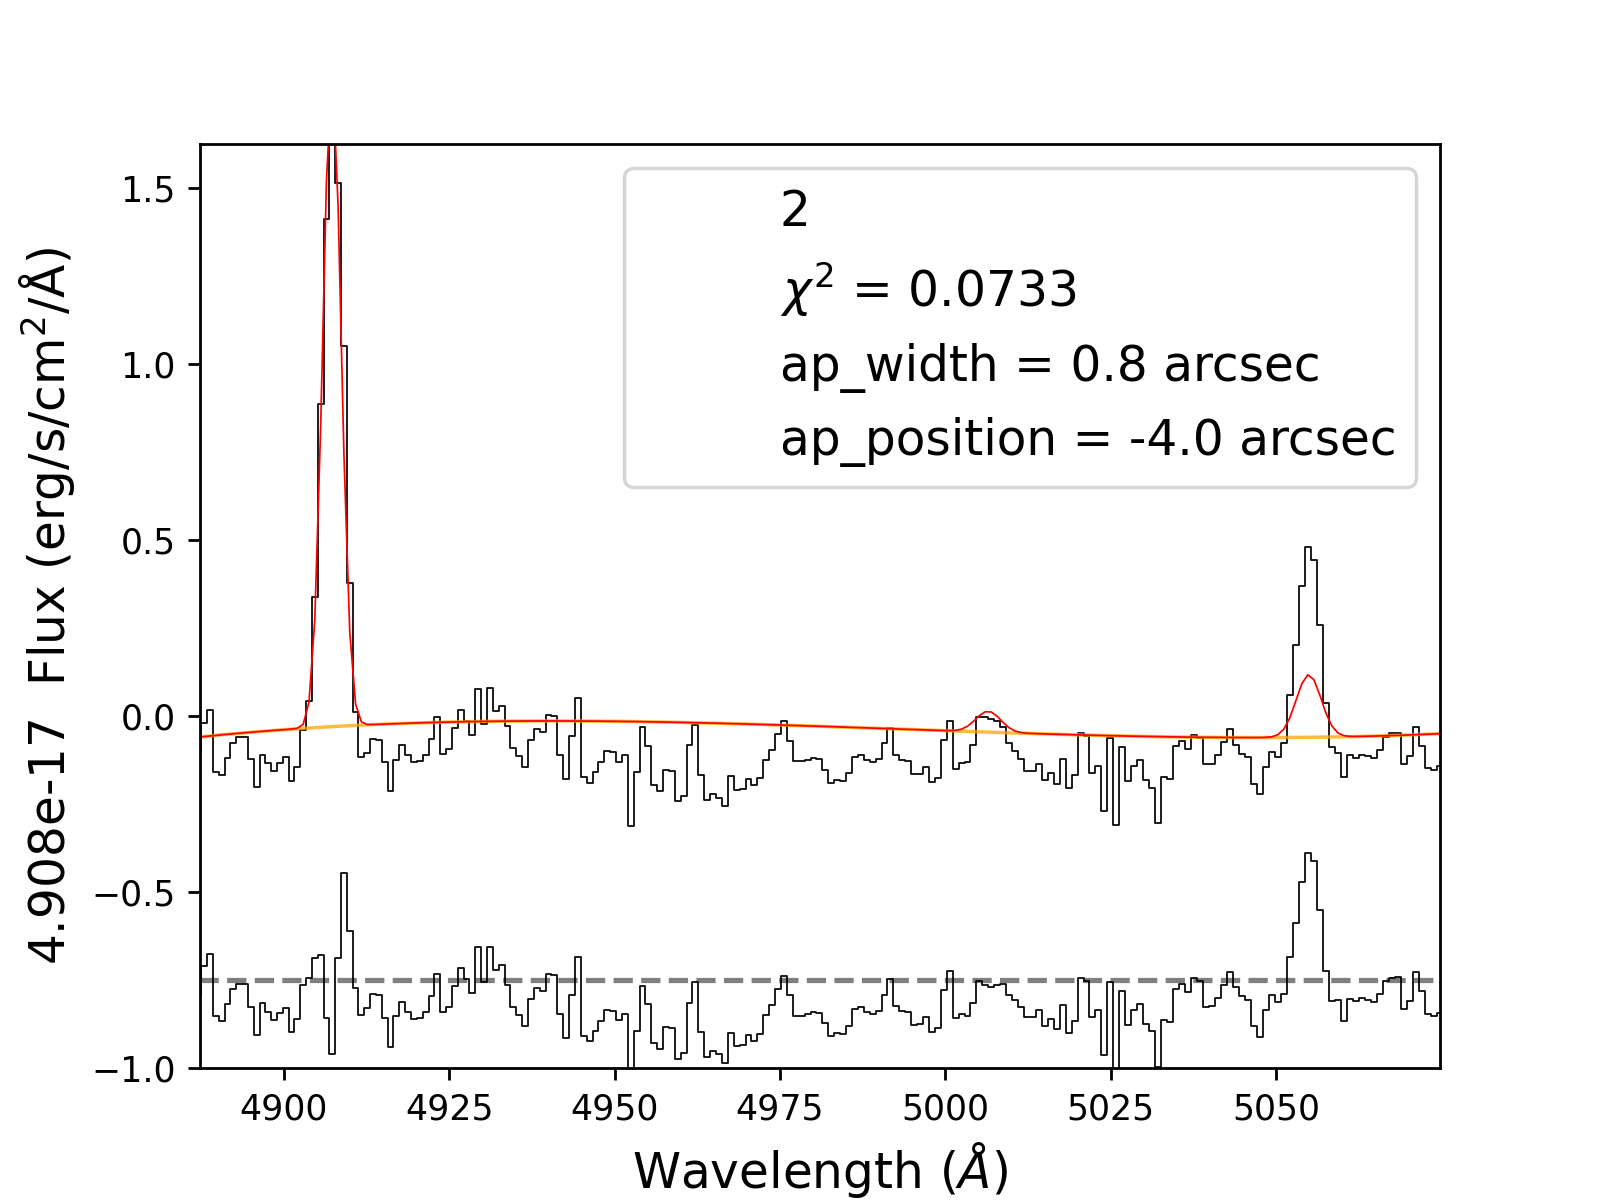 2
χ² = 0.0733
ap_width = 0.8 arcsec
ap_position = -4.0 arcsec
4.908e-17 Flux (erg/s/cm²/Å)
1.5
1.0
0.5
0.0
−0.5
−1.0
4900 4925 4950 4975 5000 5025 5050
Wavelength (Å)